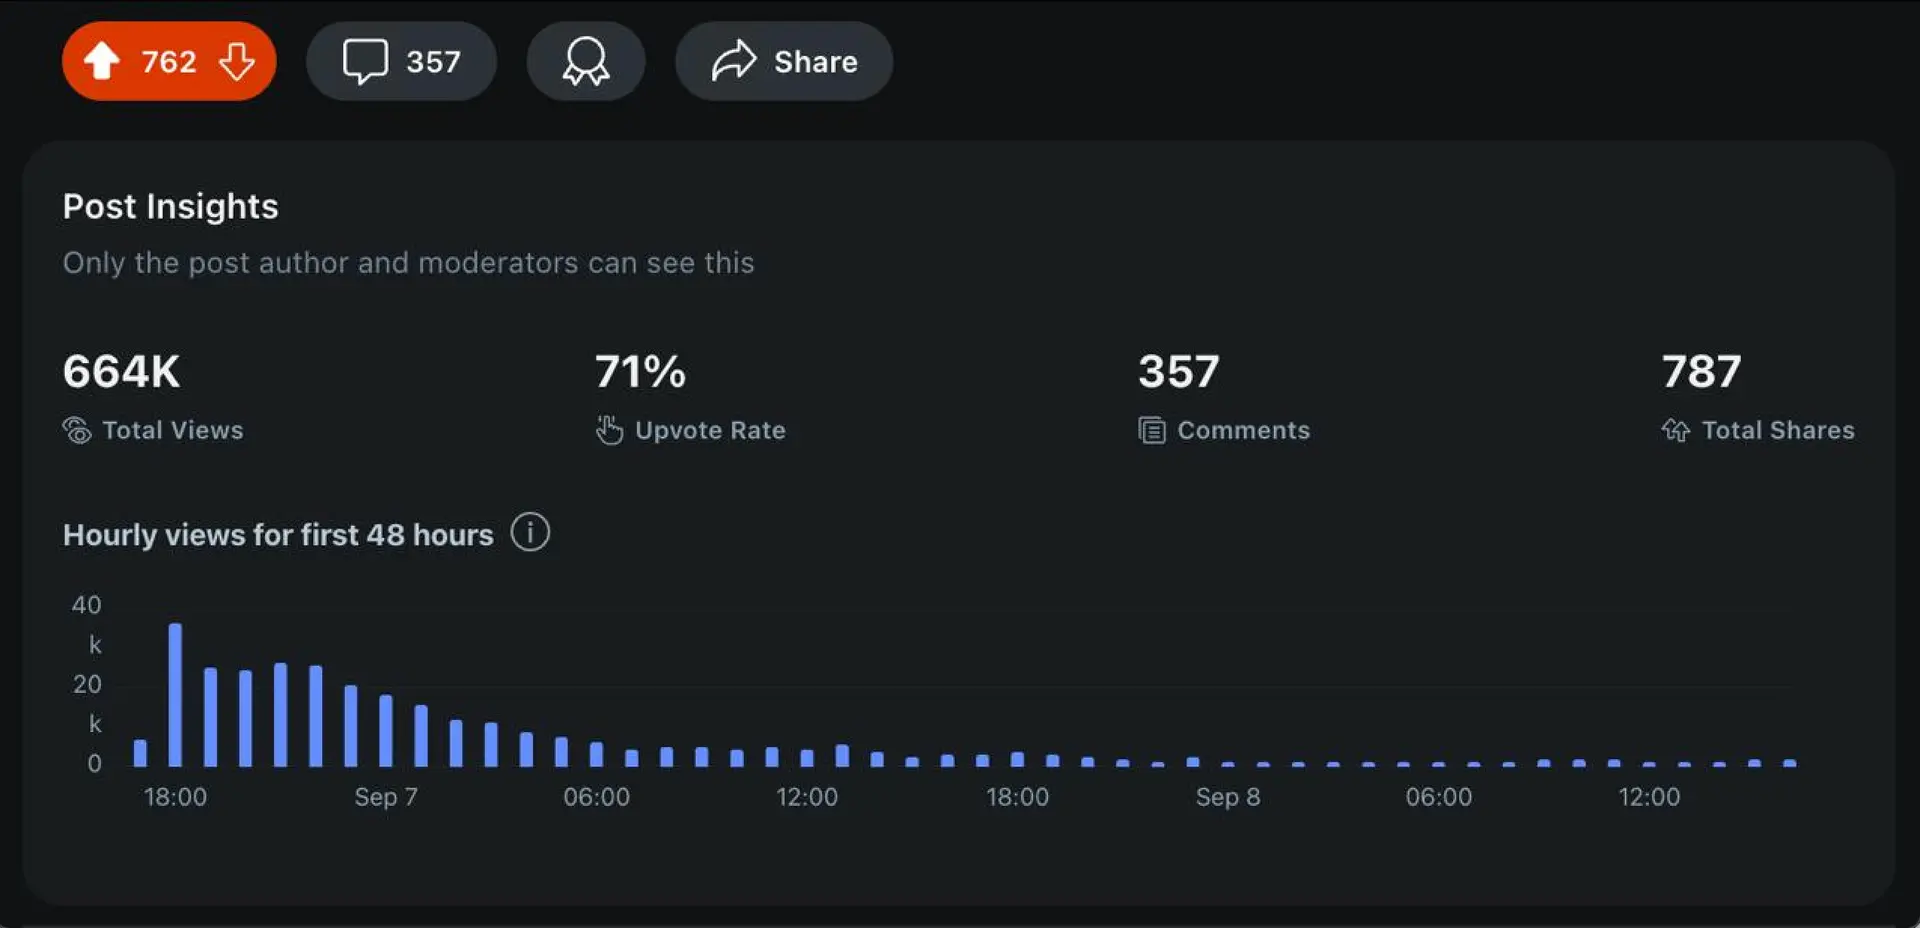 762 357 Share
Post Insights
Only the post author and moderators can see this
664K 71% 357 787
Total Views Upvote Rate Comments Total Shares
Hourly views for first 48 hours
40
k
20
k
0
18:00 Sep 7 06:00 12:00 18:00 Sep 8 06:00 12:00